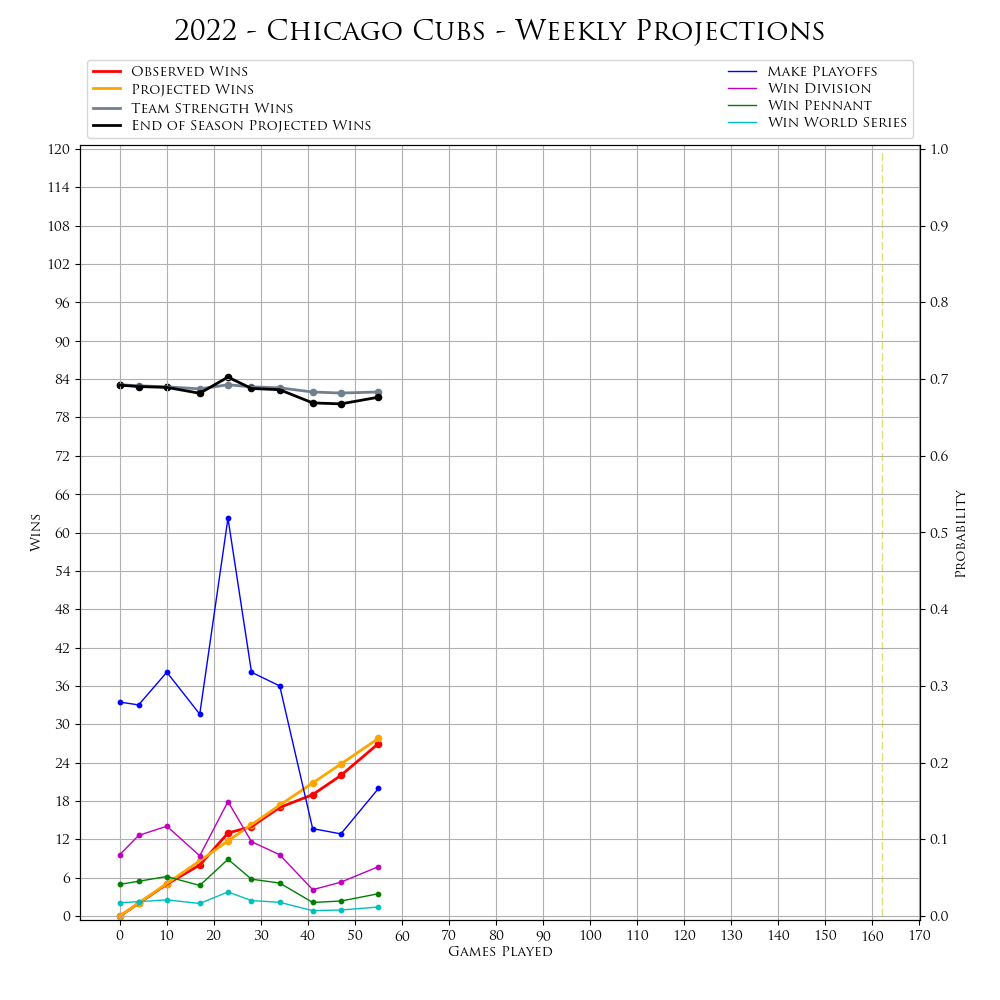 2022 - Chicago Cubs - Weekly Projections
Observed Wins
Projected Wins
Team Strength Wins
End of Season Projected Wins
Make Playoffs
Win Division
Win Pennant
Win World Series
120
114
108
102
96
90
84
78
72
66
60
54
48
42
36
30
24
18
12
6
0
Wins
1.0
0.9
0.8
0.7
0.6
0.5
0.4
0.3
0.2
0.1
0.0
Probability
0 10 20 30 40 50 60 70 80 90 100 110 120 130 140 150 160 170
Games Played